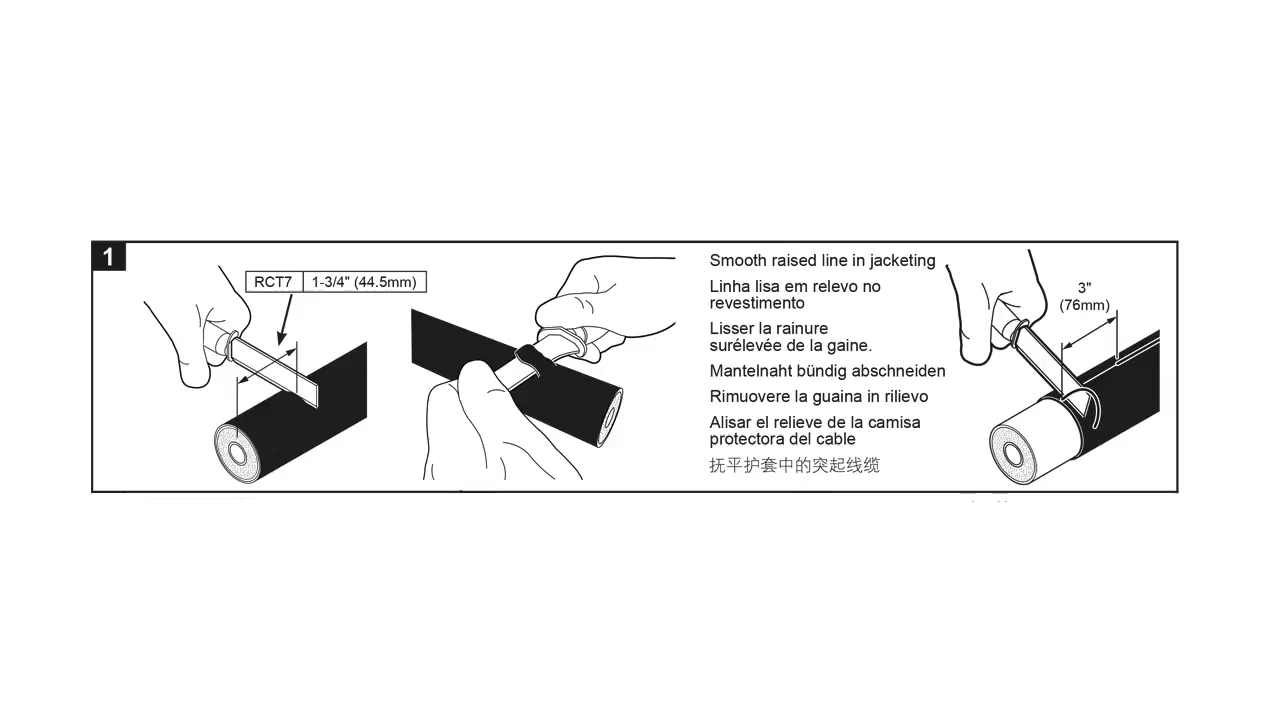 1
RCT7 1-3/4" (44.5mm)
Smooth raised line in jacketing
Linha lisa em relevo no
revestimento
Lisser la rainure
surélevée de la gaine.
Mantelnaht bündig abschneiden
Rimuovere la guaina in rilievo
Alisar el relieve de la camisa
protectora del cable
抚平护套中的突起线缆
3"
(76mm)